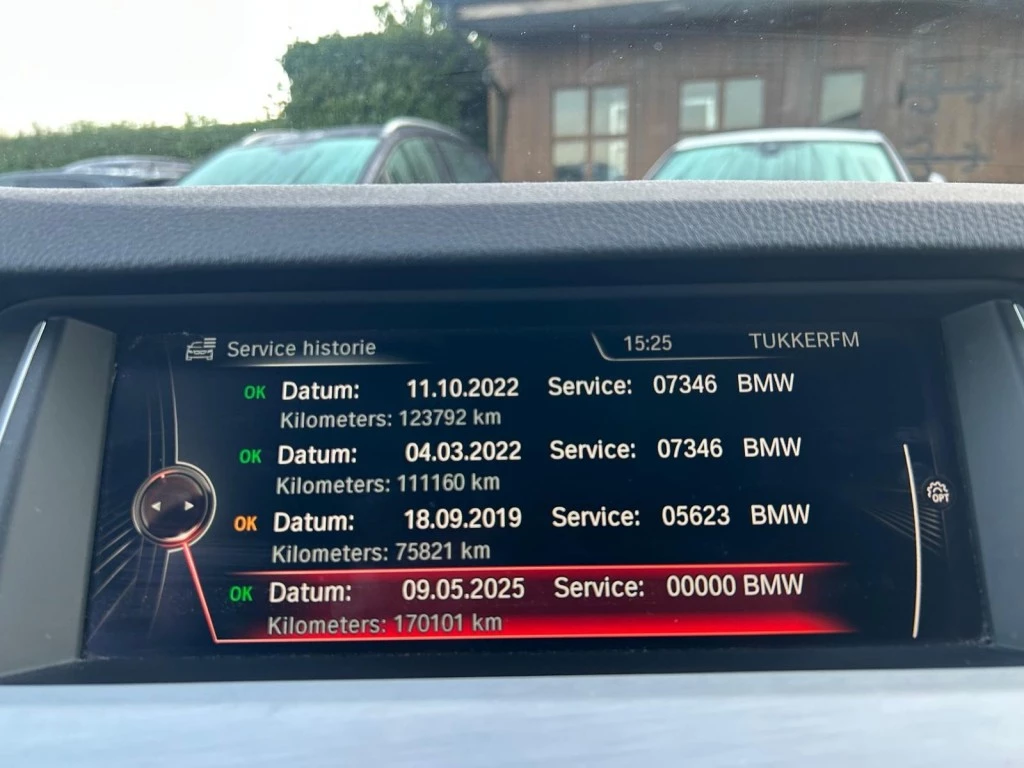 Service historie 15:25 TUKKERFM
OK Datum: 11.10.2022 Service: 07346 BMW
Kilometers: 123792 km
OK Datum: 04.03.2022 Service: 07346 BMW
Kilometers: 111160 km
OK Datum: 18.09.2019 Service: 05623 BMW
Kilometers: 75821 km
OPT
OK Datum: 09.05.2025 Service: 00000 BMW
Kilometers: 170101 km